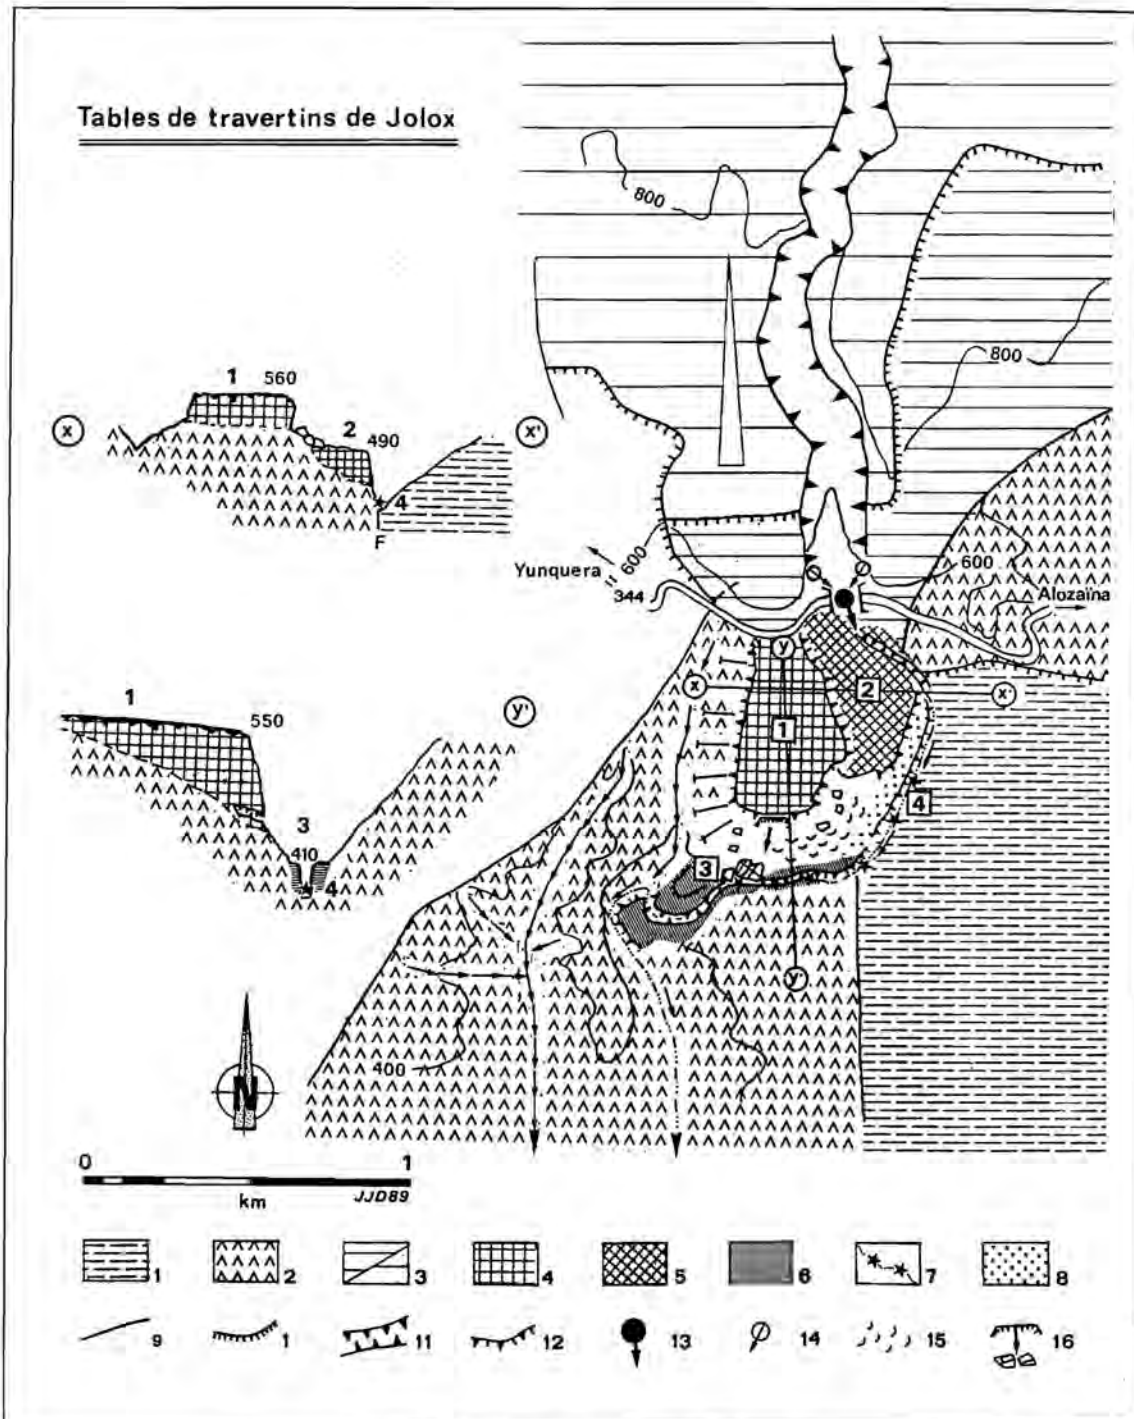 Tables de travertins de Jolox
800
800
1 560
2 490
x
x'
4
F
Yunquera
600
344
600
Alozaïna
y
x
x'
2
1
4
3
y'
1
550
y'
3
410
4
400
N
0 1
km
JJD89
1 2 3 4 5 6 7 8
9 1 11 12 13 14 15 16